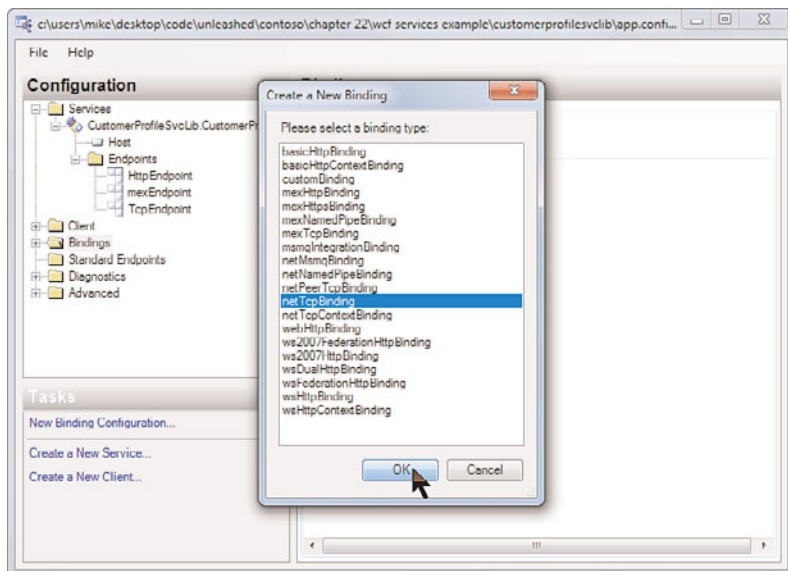 c:\users\mike\desktop\code\unleashed\contoso\chapter 22\wcf services example\customerprofilesvclib\app.confi...
File Help
Configuration
Services
CustomerProfileSvcLib.CustomerPr
Host
Endpoints
HttpEndpoint
mexEndpoint
TcpEndpoint
Client
Bindings
Standard Endpoints
Diagnostics
Advanced
Tasks
New Binding Configuration...
Create a New Service...
Create a New Client...
Create a New Binding
Please select a binding type:
basicHttpBinding
basicHttpContextBinding
customBinding
mexHttpBinding
mexHttpsBinding
mexNamedPipeBinding
mexTcpBinding
msmqIntegrationBinding
netMsmqBinding
netNamedPipeBinding
netPeerTcpBinding
netTcpBinding
netTcpContextBinding
webHttpBinding
ws2007FederationHttpBinding
ws2007HttpBinding
wsDualHttpBinding
wsFederationHttpBinding
wsHttpBinding
wsHttpContextBinding
OK Cancel